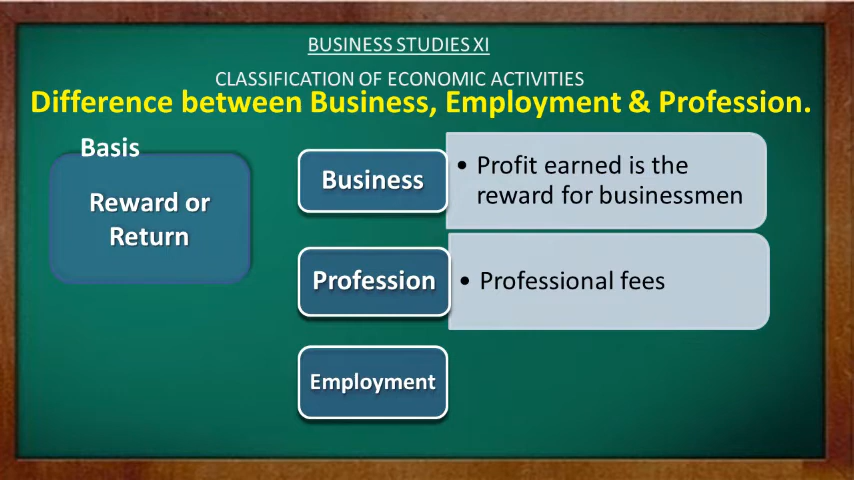 BUSINESS STUDIES XI
CLASSIFICATION OF ECONOMIC ACTIVITIES
Difference between Business, Employment & Profession.
Basis
Reward or
Return
Business
• Profit earned is the
reward for businessmen
Profession
• Professional fees
Employment